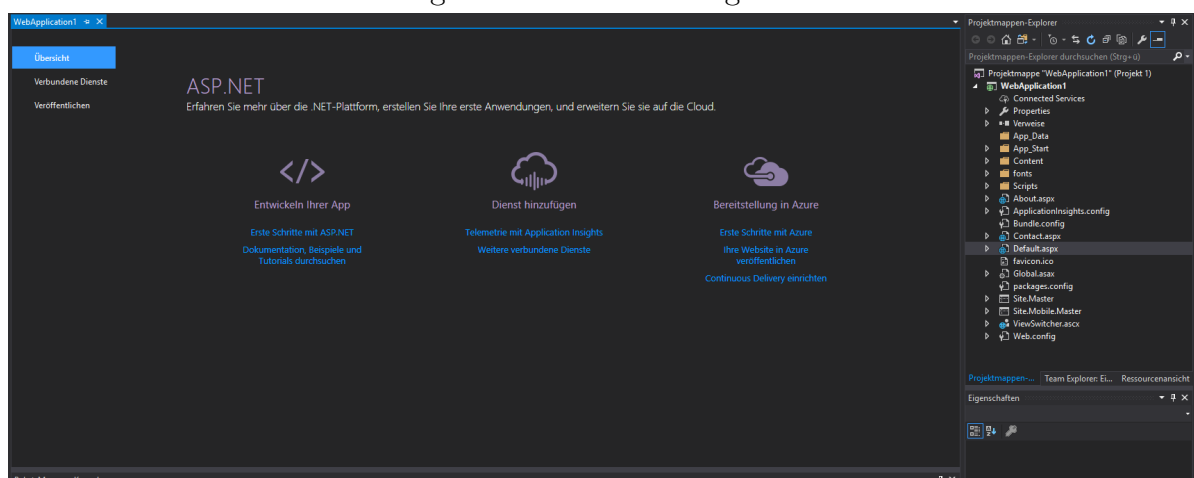 WebApplication1
Übersicht
Verbundene Dienste
Veröffentlichen
ASP.NET
Erfahren Sie mehr über die .NET-Plattform, erstellen Sie Ihre erste Anwendungen, und erweitern Sie sie auf die Cloud.
</>
Entwickeln Ihrer App
Erste Schritte mit ASP.NET
Dokumentation, Beispiele und
Tutorials durchsuchen
Dienst hinzufügen
Telemetrie mit Application Insights
Weitere verbundene Dienste
Bereitstellung in Azure
Erste Schritte mit Azure
Ihre Website in Azure
veröffentlichen
Continuous Delivery einrichten
Projektmappen-Explorer
Projektmappen-Explorer durchsuchen (Strg+ü)
Projektmappe "WebApplication1" (Projekt 1)
WebApplication1
Connected Services
Properties
Verweise
App_Data
App_Start
Content
fonts
Scripts
About.aspx
ApplicationInsights.config
Bundle.config
Contact.aspx
Default.aspx
favicon.ico
Global.asax
packages.config
Site.Master
Site.Mobile.Master
ViewSwitcher.ascx
Web.config
Projektmappen-... Team Explorer: Ei... Ressourcenansicht
Eigenschaften